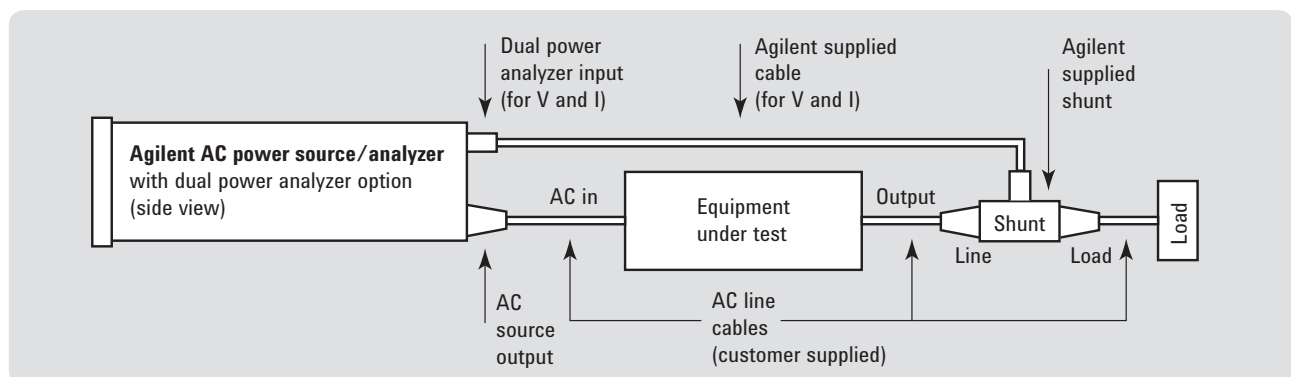 Dual power
analyzer input
(for V and I)
Agilent supplied
cable
(for V and I)
Agilent
supplied
shunt
Agilent AC power source/analyzer
with dual power analyzer option
(side view)
AC in
Equipment
under test
Output
Shunt
Load
Line
Load
AC
source
output
AC line
cables
(customer supplied)